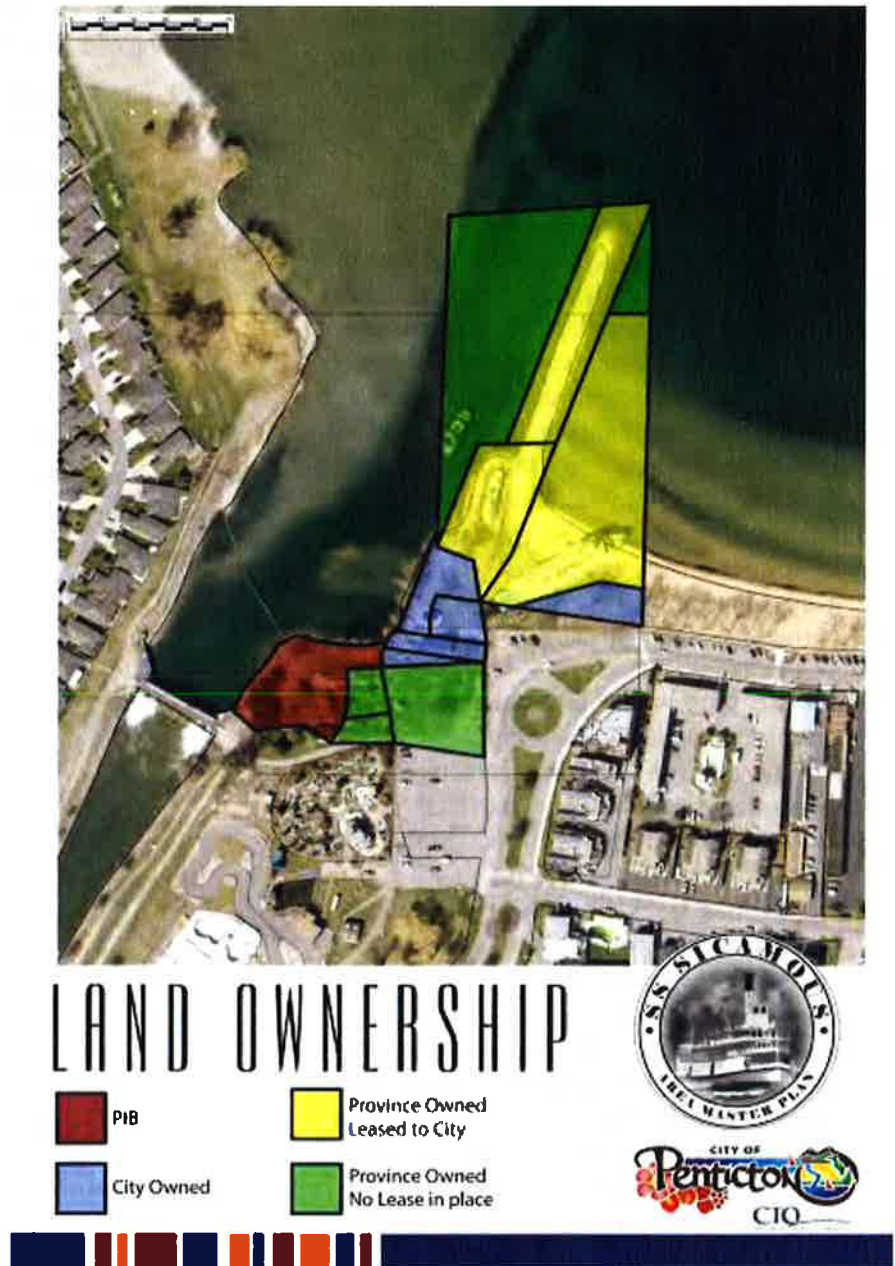 LAND OWNERSHIP
PIB
City Owned
Province Owned
Leased to City
Province Owned
No Lease in place
SS SICAMOUS
AREA MASTER PLAN
CITY OF
Penticton